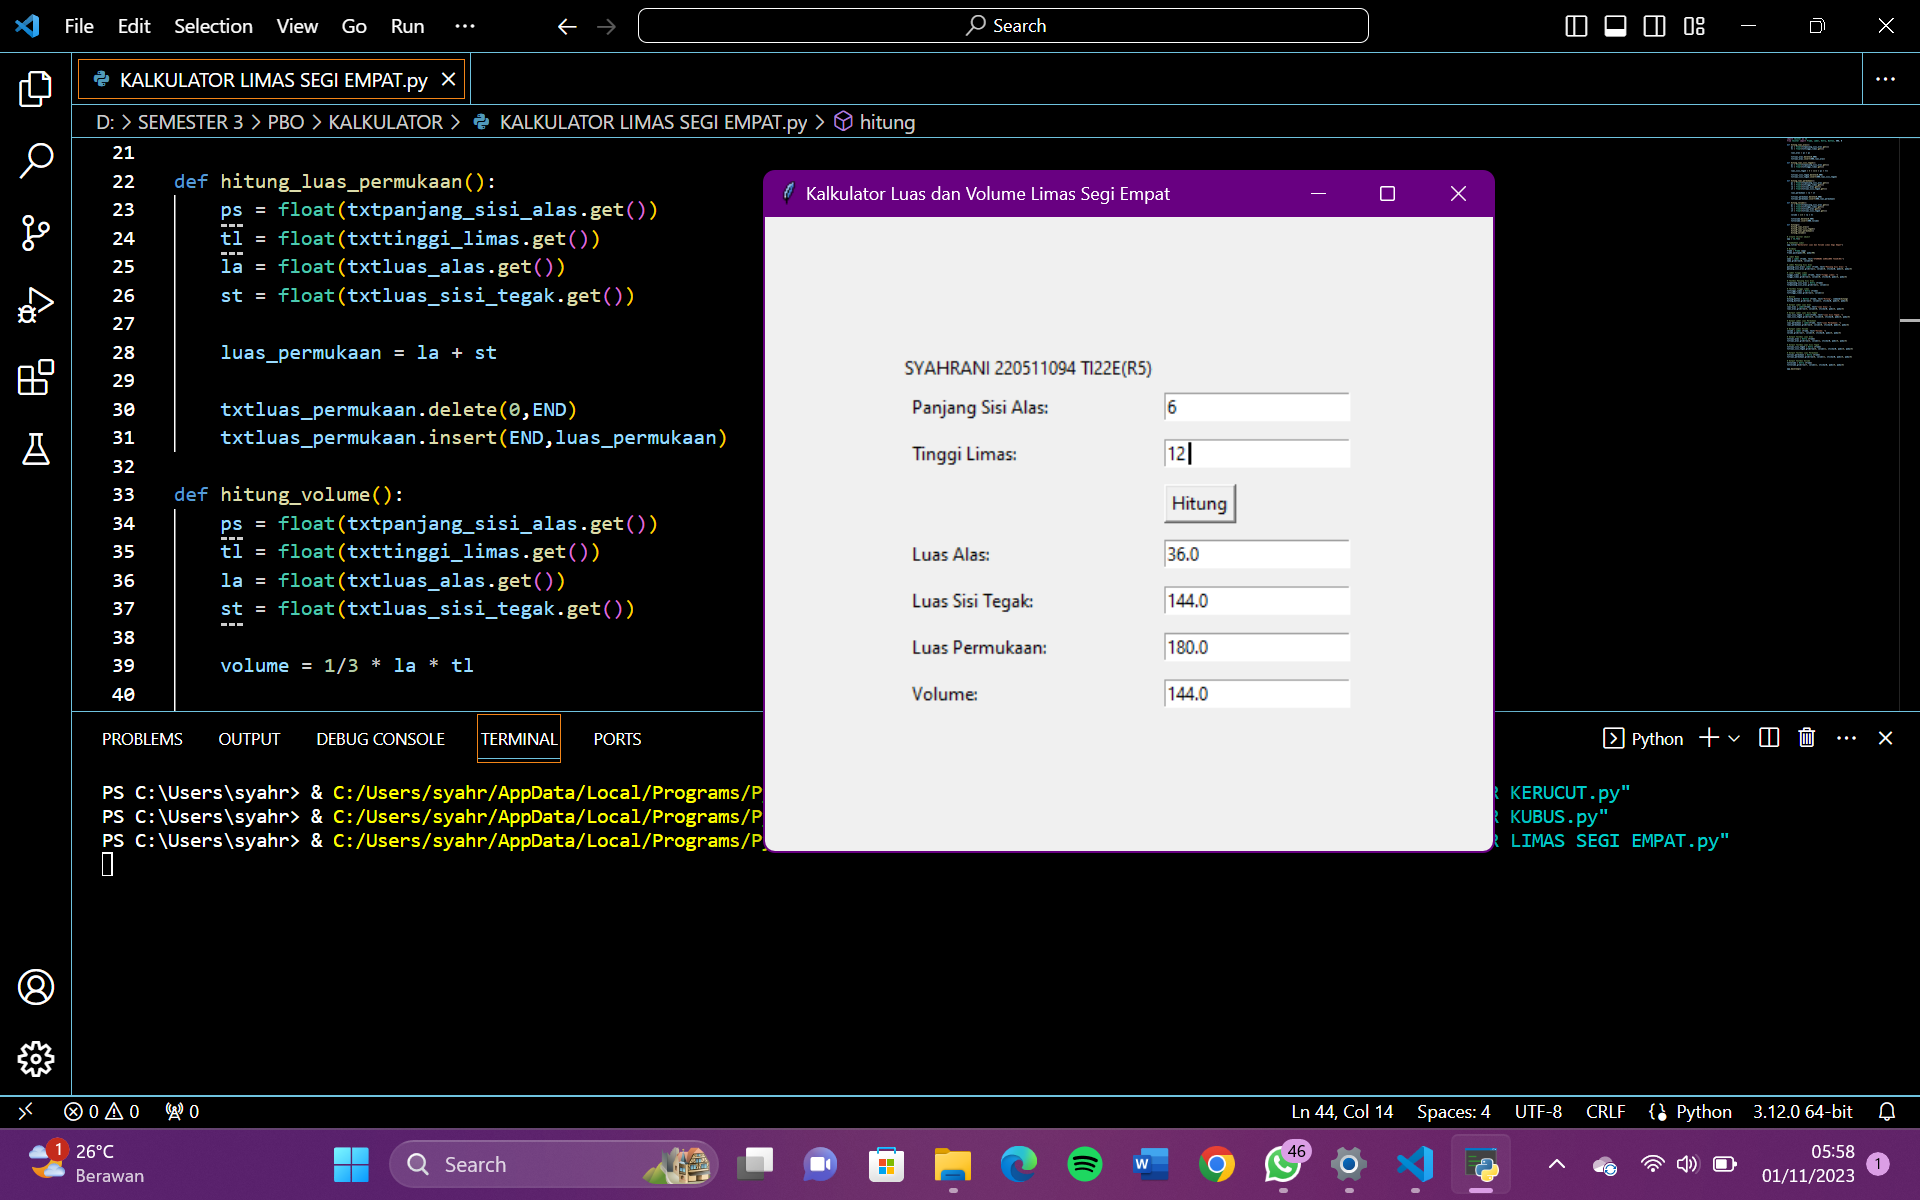 File Edit Selection View Go Run ··· Search
KALKULATOR LIMAS SEGI EMPAT.py
D: > SEMESTER 3 > PBO > KALKULATOR > KALKULATOR LIMAS SEGI EMPAT.py > hitung
21
22 def hitung_luas_permukaan():
23 ps = float(txtpanjang_sisi_alas.get())
24 tl = float(txttinggi_limas.get())
25 la = float(txtluas_alas.get())
26 st = float(txtluas_sisi_tegak.get())
27
28 luas_permukaan = la + st
29
30 txtluas_permukaan.delete(0,END)
31 txtluas_permukaan.insert(END,luas_permukaan)
32
33 def hitung_volume():
34 ps = float(txtpanjang_sisi_alas.get())
35 tl = float(txttinggi_limas.get())
36 la = float(txtluas_alas.get())
37 st = float(txtluas_sisi_tegak.get())
38
39 volume = 1/3 * la * tl
40
Kalkulator Luas dan Volume Limas Segi Empat
SYAHRANI 220511094 TI22E(R5)
Panjang Sisi Alas: 6
Tinggi Limas: 12
Hitung
Luas Alas: 36.0
Luas Sisi Tegak: 144.0
Luas Permukaan: 180.0
Volume: 144.0
PROBLEMS OUTPUT DEBUG CONSOLE TERMINAL PORTS Python
PS C:\Users\syahr> & C:/Users/syahr/AppData/Local/Programs/P KERUCUT.py"
PS C:\Users\syahr> & C:/Users/syahr/AppData/Local/Programs/P KUBUS.py"
PS C:\Users\syahr> & C:/Users/syahr/AppData/Local/Programs/P LIMAS SEGI EMPAT.py"
0 0 0 Ln 44, Col 14 Spaces: 4 UTF-8 CRLF Python 3.12.0 64-bit
1 26°C
Berawan
Search
46
05:58
01/11/2023 1